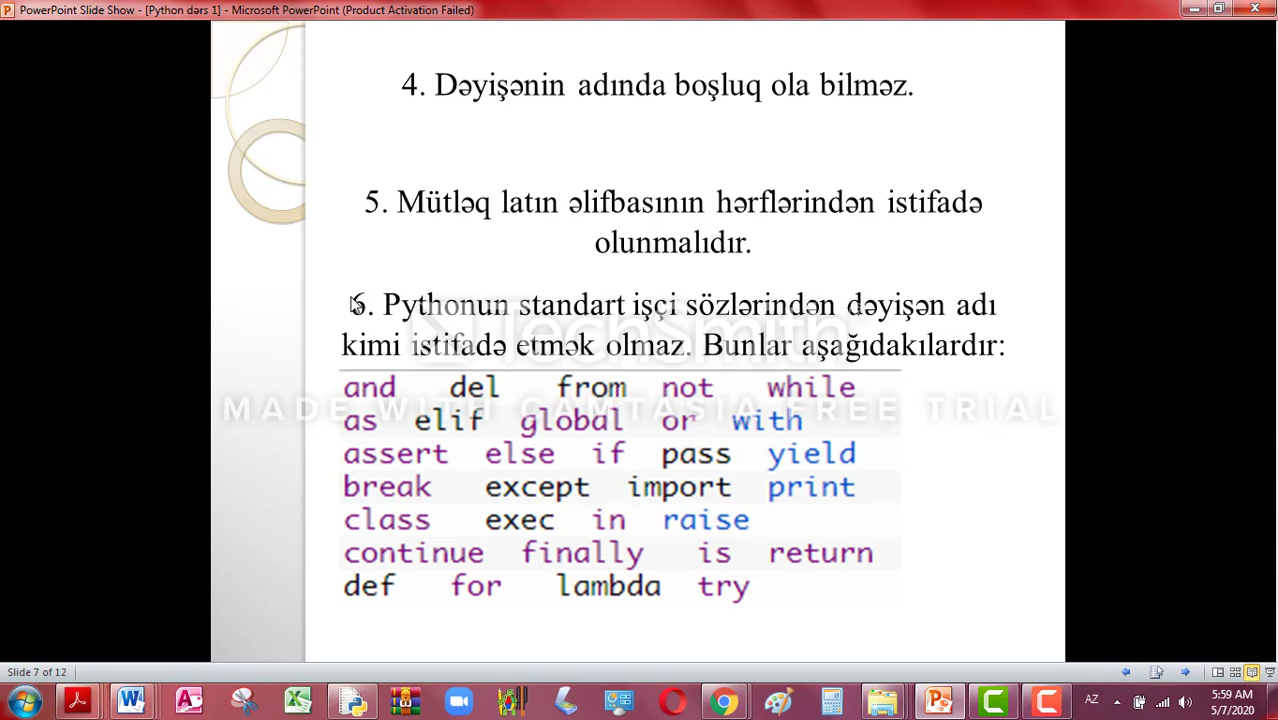 PowerPoint Slide Show - [Python dərs 1] - Microsoft PowerPoint (Product Activation Failed)
4. Dəyişənin adında boşluq ola bilməz.
5. Mütləq latın əlifbasının hərflərindən istifadə
olunmalıdır.
6. Pythonun standart işçi sözlərindən dəyişən adı
kimi istifadə etmək olmaz. Bunlar aşağıdakılardır:
TechSmith
and del from not while
MADE WITH CAMTASIA FREE TRIAL
as elif global or with
assert else if pass yield
break except import print
class exec in raise
continue finally is return
def for lambda try
Slide 7 of 12
AZ
5:59 AM
5/7/2020